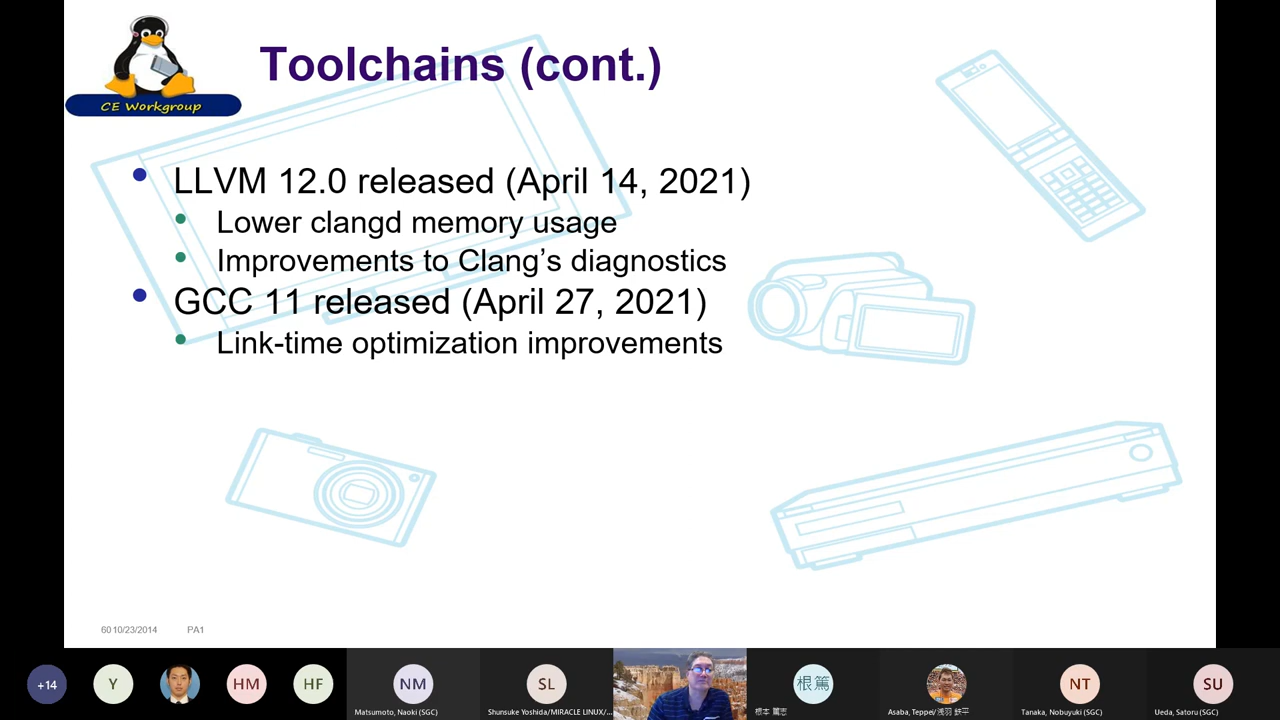 CE Workgroup
Toolchains (cont.)
LLVM 12.0 released (April 14, 2021)
Lower clangd memory usage
Improvements to Clang’s diagnostics
GCC 11 released (April 27, 2021)
Link-time optimization improvements
60 10/23/2014 PA1
+14
Y
HM
HF
NM
SL
根篤
NT
SU
Matsumoto, Naoki (SGC)
Shunsuke Yoshida/MIRACLE LINUX/...
根本 篤志
Asaba, Teppei/浅羽 鉄平
Tanaka, Nobuyuki (SGC)
Ueda, Satoru (SGC)